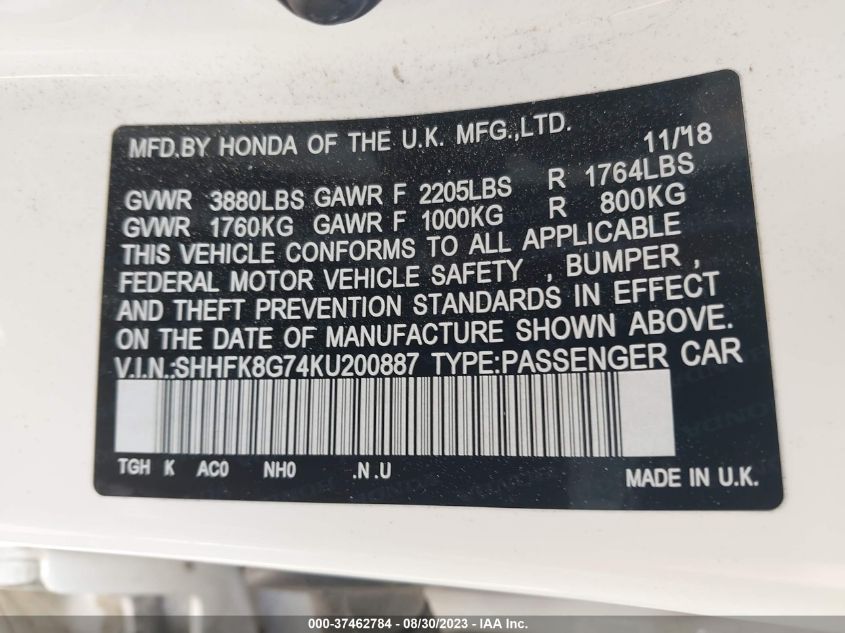 MFD.BY HONDA OF THE U.K. MFG.,LTD. 11/'18
GVWR 3880LBS GAWR F 2205LBS R 1764LBS
GVWR 1760KG GAWR F 1000KG R 800KG
THIS VEHICLE CONFORMS TO ALL APPLICABLE
FEDERAL MOTOR VEHICLE SAFETY , BUMPER ,
AND THEFT PREVENTION STANDARDS IN EFFECT
ON THE DATE OF MANUFACTURE SHOWN ABOVE.
V.I.N.:SHHFK8G74KU200887 TYPE:PASSENGER CAR
TGH K AC0 NH0 .N .U MADE IN U.K.
000-37462784 - 08/30/2023 - IAA Inc.